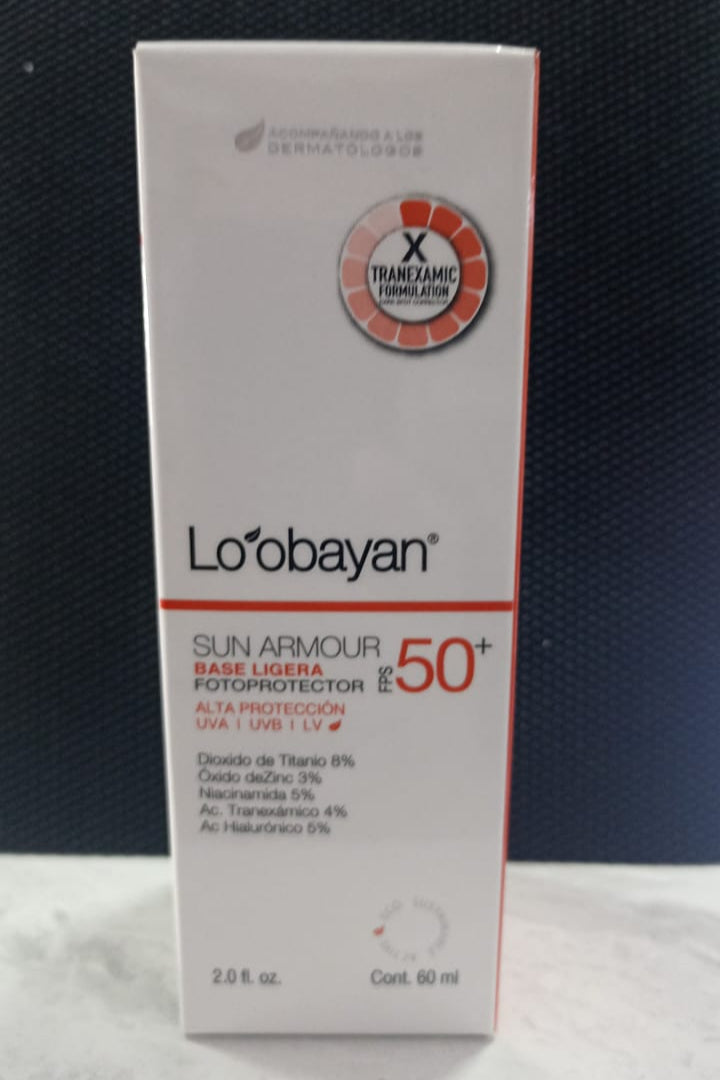 ACOMPAÑANDO A LOS
DERMATÓLOGOS
X
TRANEXAMIC
FORMULATION
Lo'obayan®
SUN ARMOUR
BASE LIGERA
FOTOPROTECTOR
FPS 50+
ALTA PROTECCIÓN
UVA | UVB | LV
Dioxido de Titanio 8%
Óxido deZinc 3%
Niacinamida 5%
Ac. Tranexámico 4%
Ac Hialurónico 5%
2.0 fl. oz.
Cont. 60 ml